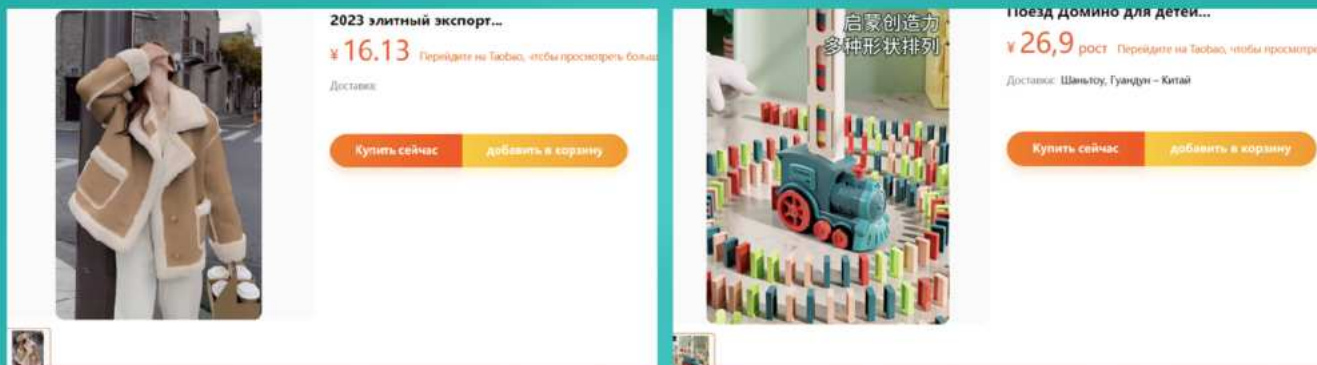 2023 элитный экспорт...
¥ 16.13 Перейдите на Taobao, чтобы просмотреть больш
Доставка:
Купить сейчас
добавить в корзину
启蒙创造力
多种形状排列
Поезд Домино для детей...
¥ 26,9 рост Перейдите на Taobao, чтобы просмотре
Доставка: Шаньтоу, Гуандун – Китай
Купить сейчас
добавить в корзину